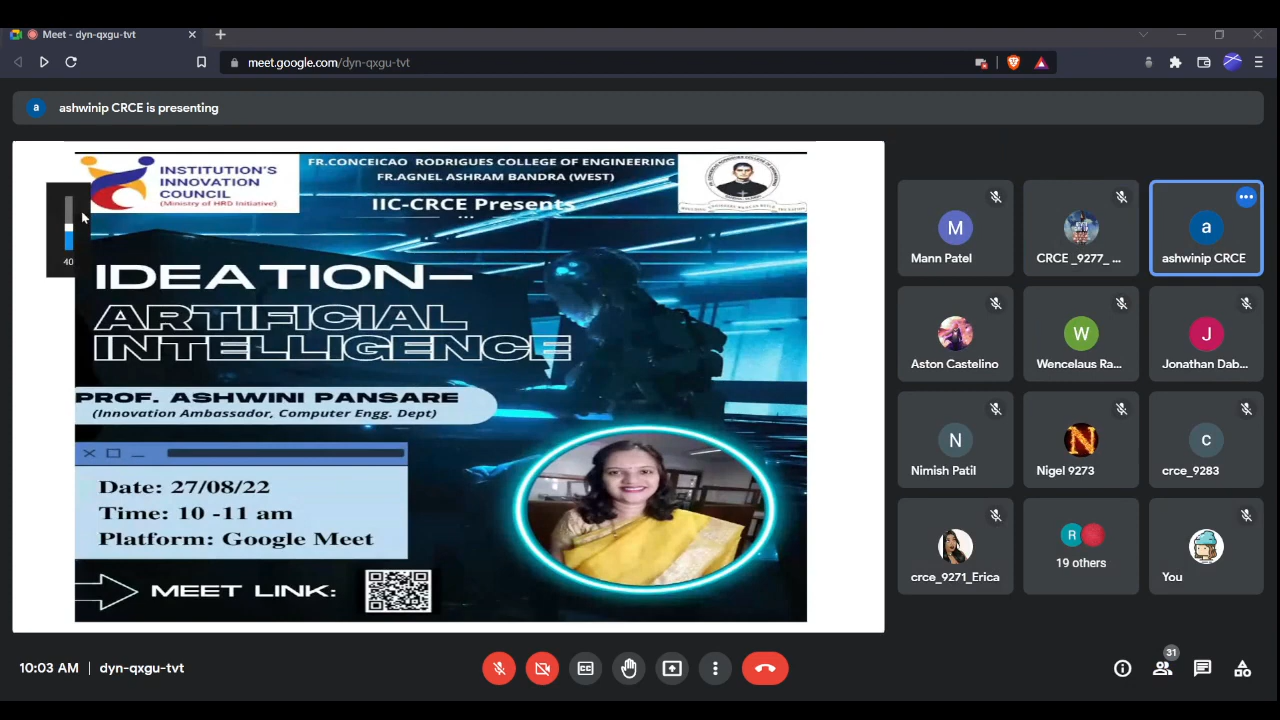 Meet - dyn-qxgu-tvt
meet.google.com/dyn-qxgu-tvt
a
ashwinip CRCE is presenting
INSTITUTION'S
INNOVATION
COUNCIL
(Ministry of HRD Initiative)
FR.CONCEICAO RODRIGUES COLLEGE OF ENGINEERING
FR.AGNEL ASHRAM BANDRA (WEST)
IIC-CRCE Presents
40
IDEATION-
ARTIFICIAL
INTELLIGENCE
PROF. ASHWINI PANSARE
(Innovation Ambassador, Computer Engg. Dept)
Date: 27/08/22
Time: 10 -11 am
Platform: Google Meet
MEET LINK:
M
Mann Patel
CRCE _9277_ ...
a
ashwinip CRCE
Aston Castelino
W
Wencelaus Ra...
J
Jonathan Dab...
N
Nimish Patil
N
Nigel 9273
c
crce_9283
crce_9271_Erica
R
19 others
You
10:03 AM | dyn-qxgu-tvt
CC
31